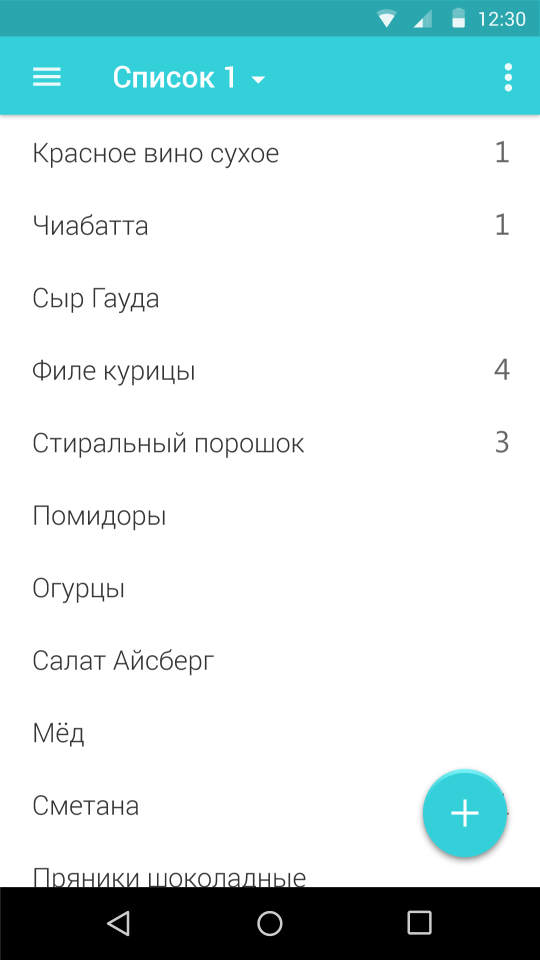 12:30
Список 1
Красное вино сухое 1
Чиабатта 1
Сыр Гауда
Филе курицы 4
Стиральный порошок 3
Помидоры
Огурцы
Салат Айсберг
Мёд
Сметана
Пряники шоколадные